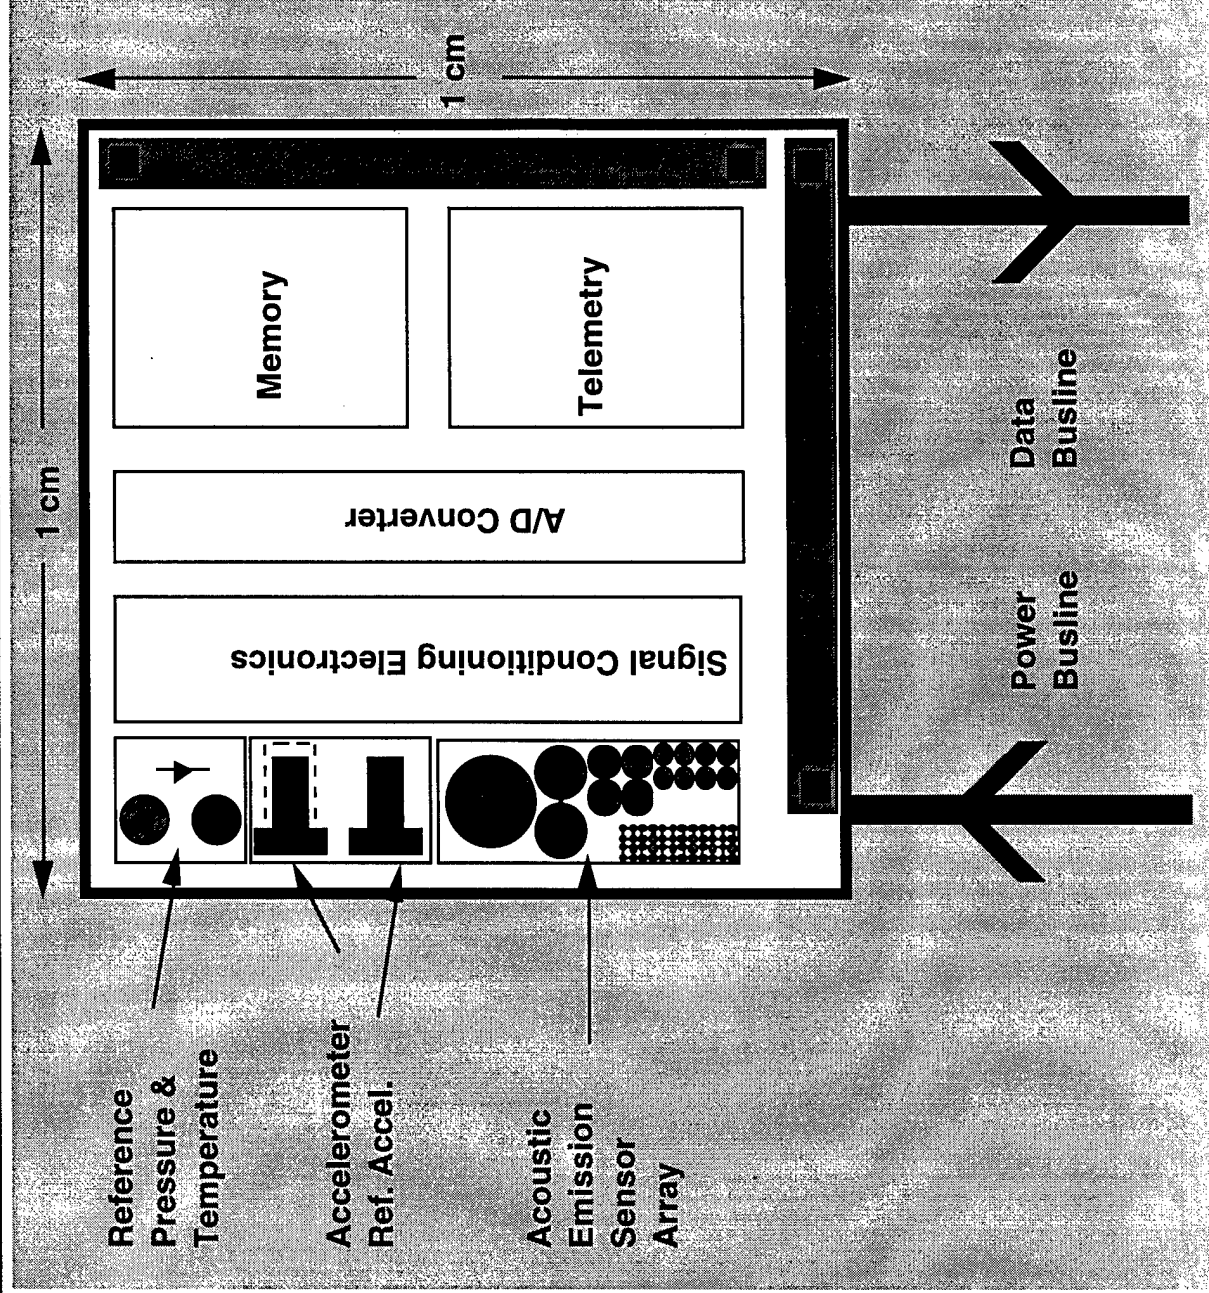 1 cm
1 cm
Memory
Telemetry
A/D Converter
Signal Conditioning Electronics
Reference
Pressure &
Temperature
Accelerometer
Ref. Accel.
Acoustic
Emission
Sensor
Array
Power
Busline
Data
Busline